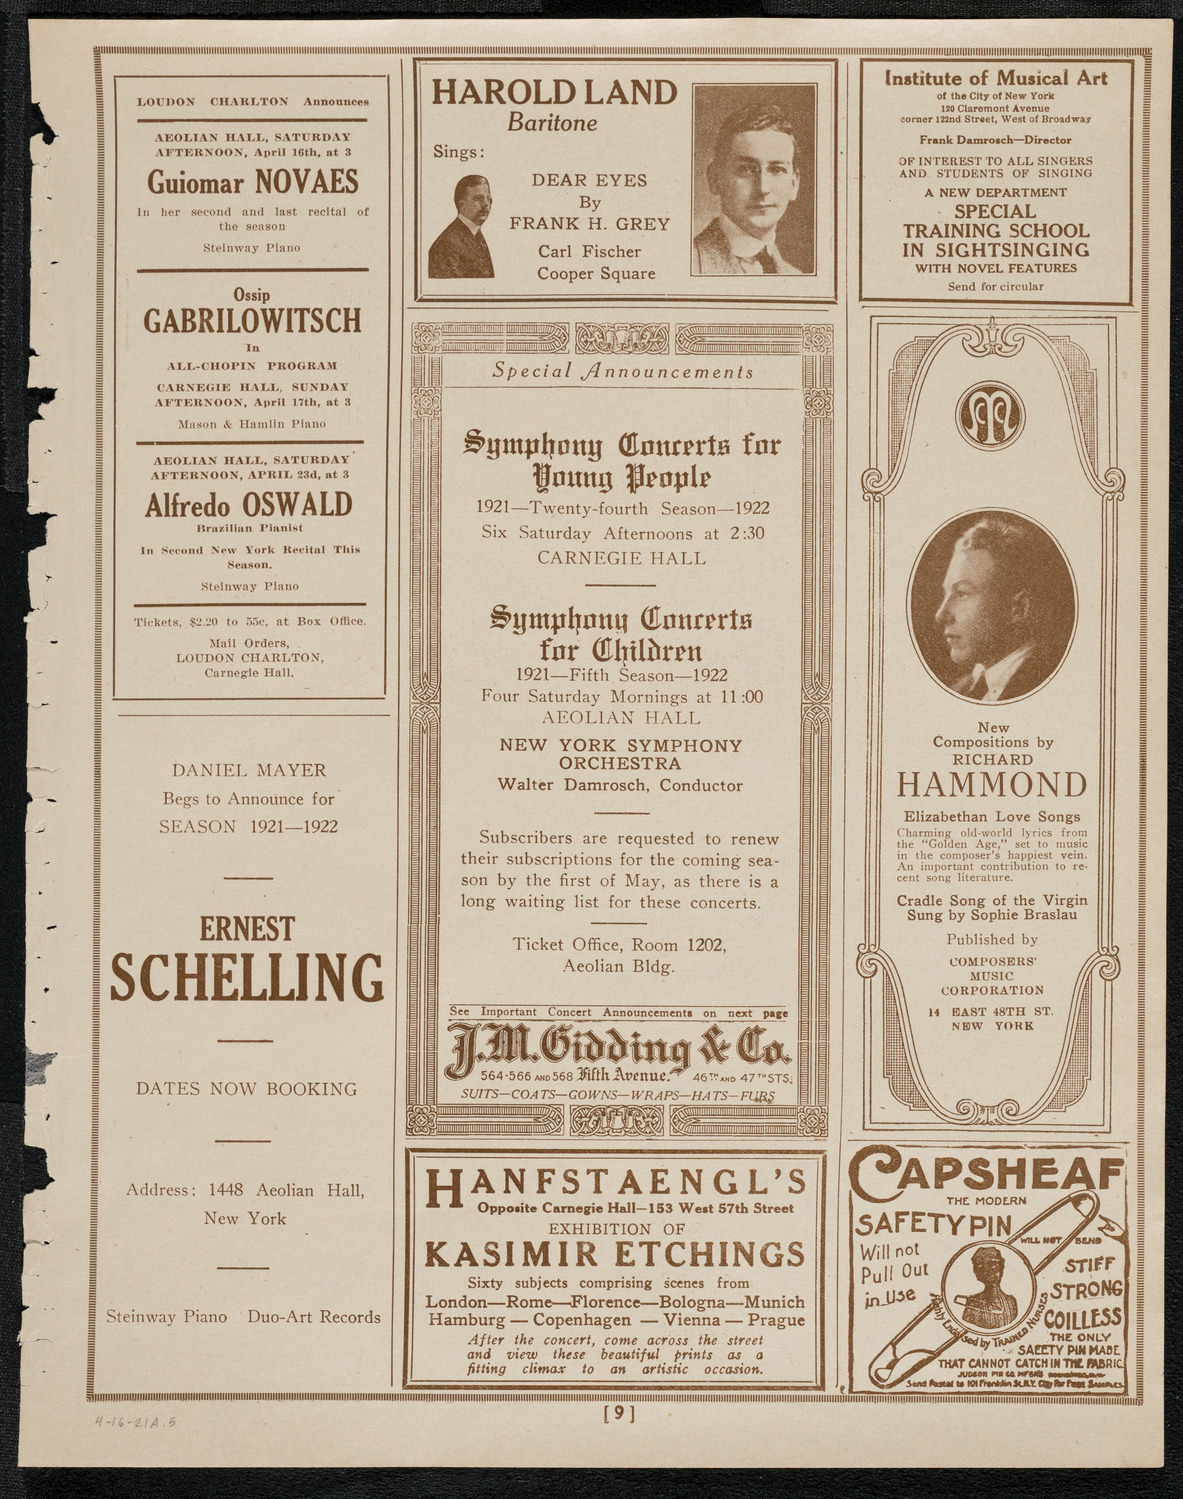 LOUDON CHARLTON Announces
AEOLIAN HALL, SATURDAY
AFTERNOON, April 16th, at 3
Guiomar NOVAES
In her second and last recital of
the season
Steinway Piano
Ossip
GABRILOWITSCH
In
ALL-CHOPIN PROGRAM
CARNEGIE HALL, SUNDAY
AFTERNOON, April 17th, at 3
Mason & Hamlin Piano
AEOLIAN HALL, SATURDAY
AFTERNOON, APRIL 23d, at 3
Alfredo OSWALD
Brazilian Pianist
In Second New York Recital This
Season.
Steinway Piano
Tickets, $2.20 to 55c, at Box Office.
Mail Orders,
LOUDON CHARLTON,
Carnegie Hall.
DANIEL MAYER
Begs to Announce for
SEASON 1921—1922
ERNEST
SCHELLING
DATES NOW BOOKING
Address: 1448 Aeolian Hall,
New York
Steinway Piano Duo-Art Records
HAROLD LAND
Baritone
Sings:
DEAR EYES
By
FRANK H. GREY
Carl Fischer
Cooper Square
Special Announcements
Symphony Concerts for
Young People
1921—Twenty-fourth Season—1922
Six Saturday Afternoons at 2:30
CARNEGIE HALL
Symphony Concerts
for Children
1921—Fifth Season—1922
Four Saturday Mornings at 11:00
AEOLIAN HALL
NEW YORK SYMPHONY
ORCHESTRA
Walter Damrosch, Conductor
Subscribers are requested to renew
their subscriptions for the coming sea-
son by the first of May, as there is a
long waiting list for these concerts.
Ticket Office, Room 1202,
Aeolian Bldg.
See Important Concert Announcements on next page
J.M. Gidding & Co.
564-566 AND 568 Fifth Avenue. 46TH AND 47TH STS.
SUITS—COATS—GOWNS—WRAPS—HATS—FURS
HANFSTAENGL'S
Opposite Carnegie Hall—153 West 57th Street
EXHIBITION OF
KASIMIR ETCHINGS
Sixty subjects comprising scenes from
London—Rome—Florence—Bologna—Munich
Hamburg — Copenhagen — Vienna — Prague
After the concert, come across the street
and view these beautiful prints as a
fitting climax to an artistic occasion.
Institute of Musical Art
of the City of New York
120 Claremont Avenue
corner 122nd Street, West of Broadway
Frank Damrosch—Director
OF INTEREST TO ALL SINGERS
AND STUDENTS OF SINGING
A NEW DEPARTMENT
SPECIAL
TRAINING SCHOOL
IN SIGHTSINGING
WITH NOVEL FEATURES
Send for circular
New
Compositions by
RICHARD
HAMMOND
Elizabethan Love Songs
Charming old-world lyrics from
the "Golden Age," set to music
in the composer's happiest vein.
An important contribution to re-
cent song literature.
Cradle Song of the Virgin
Sung by Sophie Braslau
Published by
COMPOSERS'
MUSIC
CORPORATION
14 EAST 48TH ST.
NEW YORK
CAPSHEAF
THE MODERN
SAFETY PIN
WILL NOT BEND
Will not
Pull Out
in Use
STIFF
STRONG
COILLESS
Highly Endorsed by TRAINED NURSES
THE ONLY
SAFETY PIN MADE
THAT CANNOT CATCH IN THE FABRIC
JUDSON PIN CO. MFGRS
Send Postal to 101 Franklin St. N.Y. City For Free Samples
[9]
4-16-21A.5